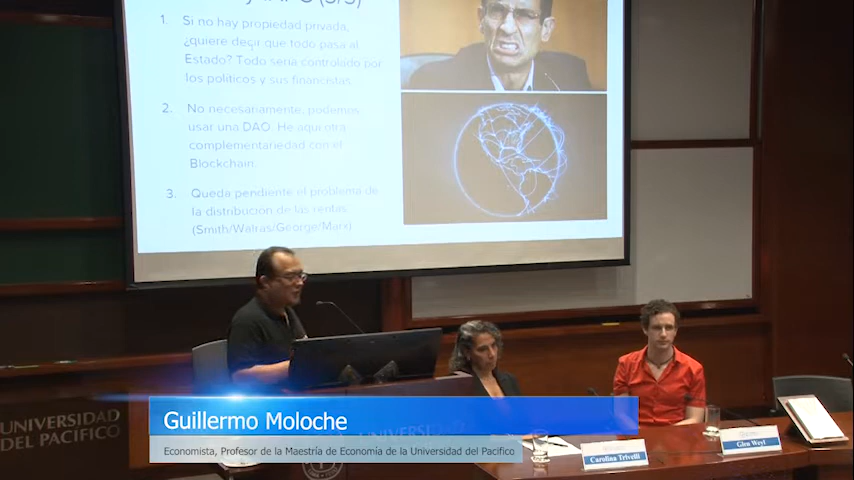 1. Si no hay propiedad privada,
¿quiere decir que todo pasa al
Estado? Todo sería controlado por
los políticos y sus financistas.
2. No necesariamente, podemos
usar una DAO. He aquí otra
complementariedad con el
Blockchain.
3. Queda pendiente el problema de
la distribución de las rentas
(Smith/Walras/George/Marx)
UNIVERSIDAD
DEL PACÍFICO
Guillermo Moloche
Economista, Profesor de la Maestría de Economía de la Universidad del Pacifico
UNIVERSIDAD
Carolina Trivelli
Glen Weyl